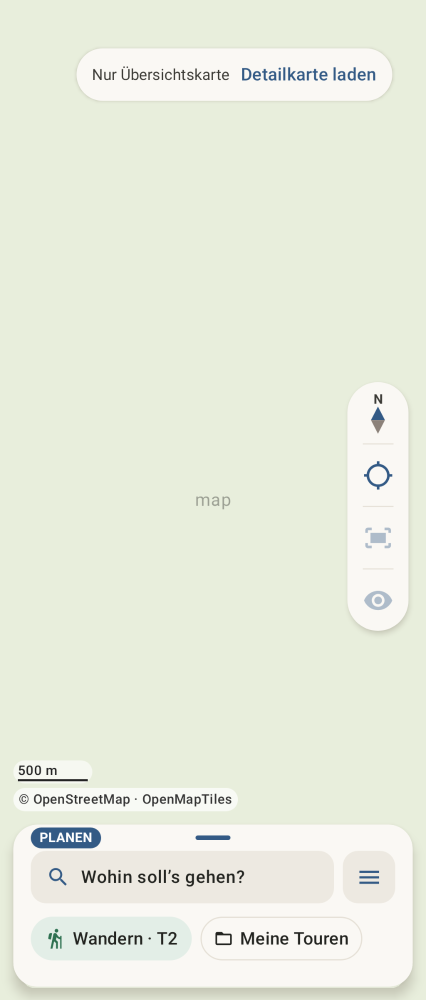 Nur Übersichtskarte Detailkarte laden
N
map
500 m
© OpenStreetMap · OpenMapTiles
PLANEN
Wohin soll’s gehen?
Wandern · T2 Meine Touren